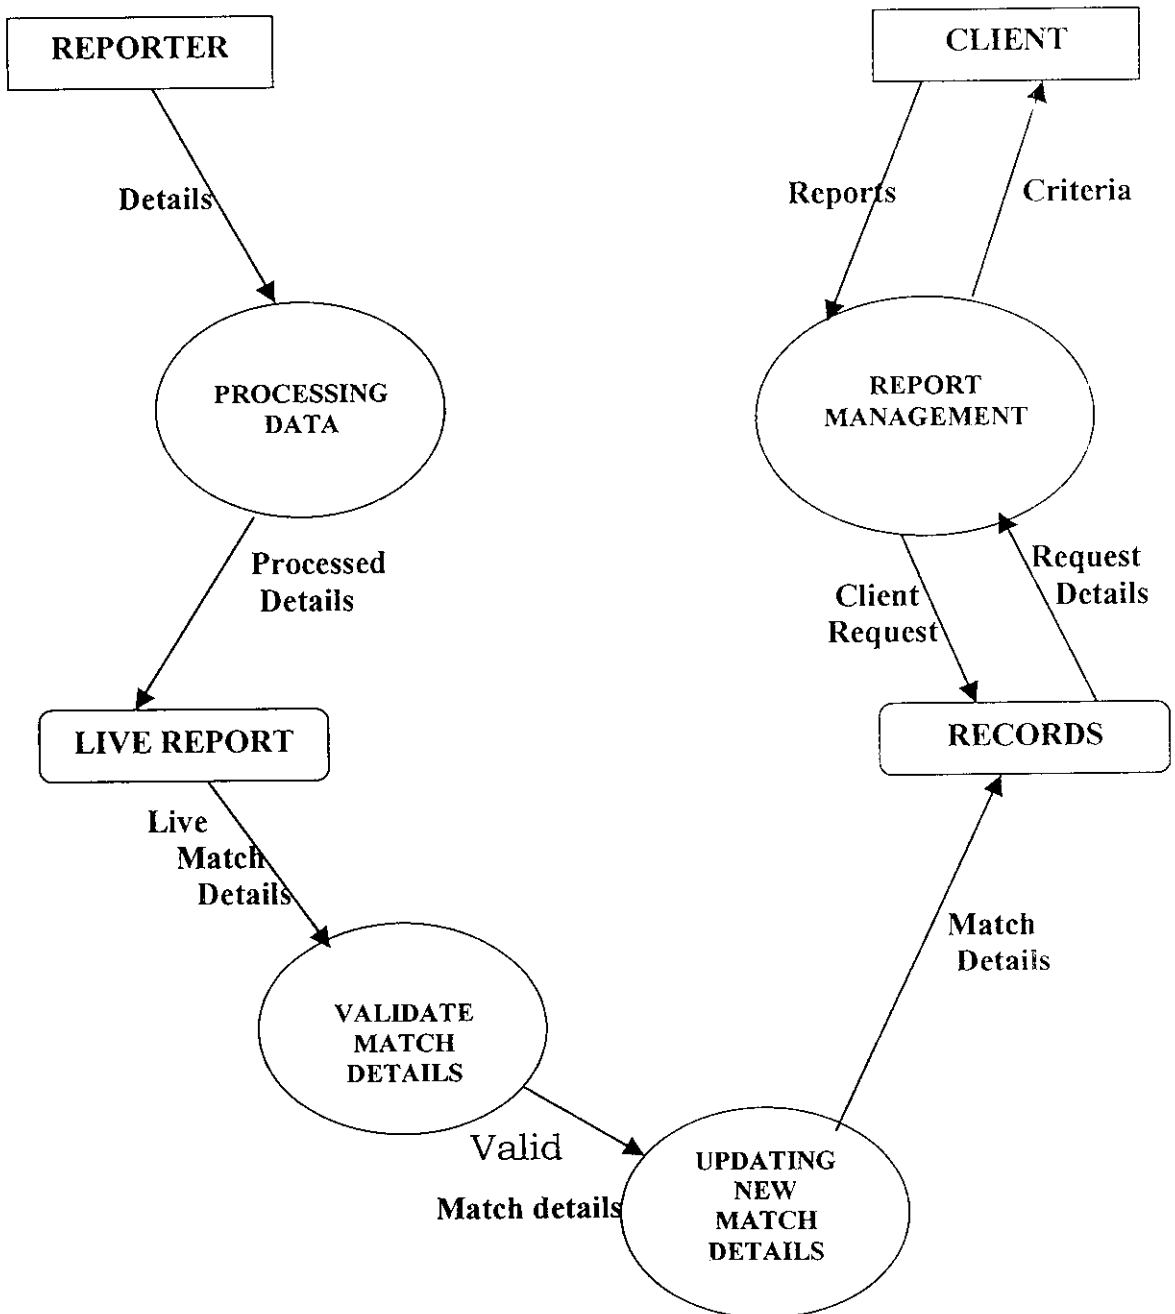 REPORTER
CLIENT
Details
Reports
Criteria
PROCESSING
DATA
REPORT
MANAGEMENT
Processed
Details
Client
Request
Request
Details
LIVE REPORT
RECORDS
Live
Match
Details
Match
Details
VALIDATE
MATCH
DETAILS
Valid
Match details
UPDATING
NEW
MATCH
DETAILS